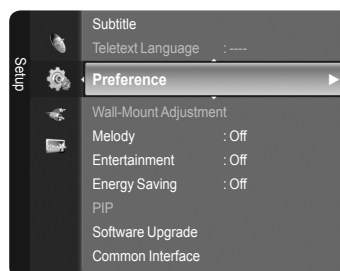 Setup
Subtitle
Teletext Language : ----
Preference
Wall-Mount Adjustment
Melody : Off
Entertainment : Off
Energy Saving : Off
PIP
Software Upgrade
Common Interface